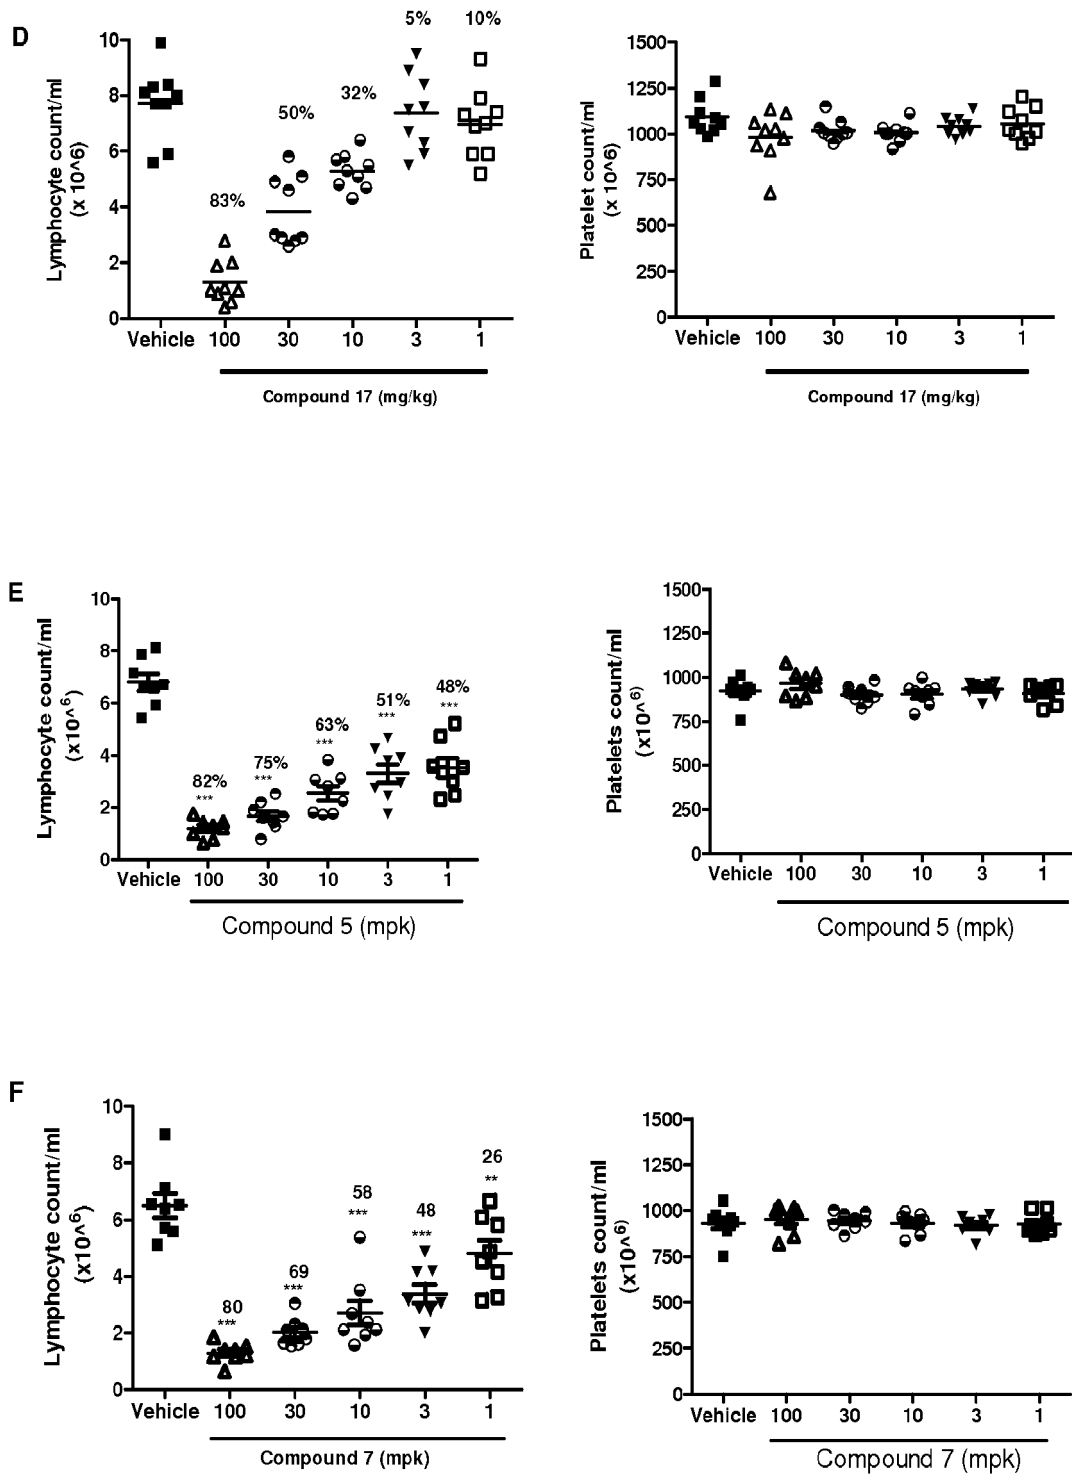 D
Lymphocyte count/ml
(x 10^6)
10
8
6
4
2
0
83%
50%
32%
5%
10%
Vehicle 100 30 10 3 1
Compound 17 (mg/kg)
Platelet count/ml
(x 10^6)
1500
1250
1000
750
500
250
0
Vehicle 100 30 10 3 1
Compound 17 (mg/kg)
E
Lymphocyte count/ml
(x10^6)
10
8
6
4
2
0
82%
***
75%
***
63%
***
51%
***
48%
***
Vehicle 100 30 10 3 1
Compound 5 (mpk)
Platelets count/ml
(x10^6)
1500
1250
1000
750
500
250
0
Vehicle 100 30 10 3 1
Compound 5 (mpk)
F
Lymphocyte count/ml
(x10^6)
10
8
6
4
2
0
80
***
69
***
58
***
48
***
26
**
Vehicle 100 30 10 3 1
Compound 7 (mpk)
Platelets count/ml
(x10^6)
1500
1250
1000
750
500
250
0
Vehicle 100 30 10 3 1
Compound 7 (mpk)